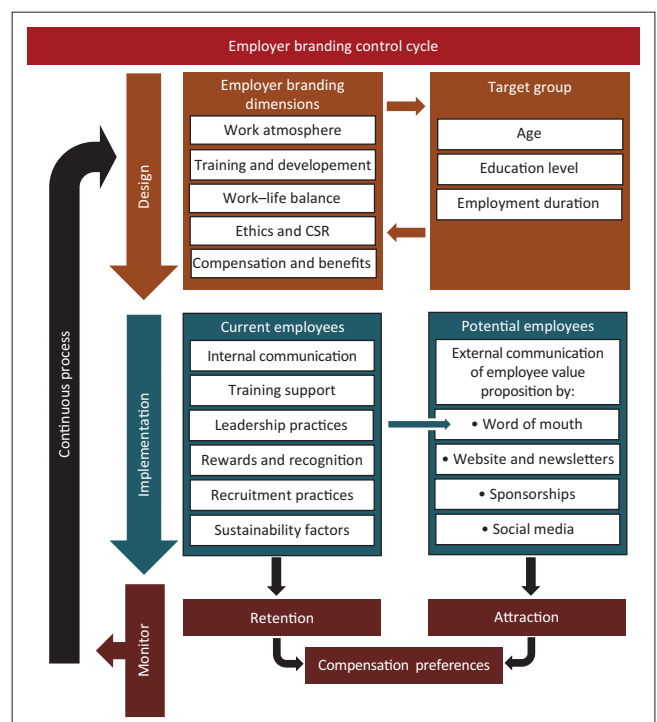 Employer branding control cycle
Continuous process
Design
Employer branding
dimensions
Work atmosphere
Training and developement
Work–life balance
Ethics and CSR
Compensation and benefits
Target group
Age
Education level
Employment duration
Implementation
Current employees
Internal communication
Training support
Leadership practices
Rewards and recognition
Recruitment practices
Sustainability factors
Potential employees
External communication
of employee value
proposition by:
• Word of mouth
• Website and newsletters
• Sponsorships
• Social media
Monitor
Retention
Attraction
Compensation preferences